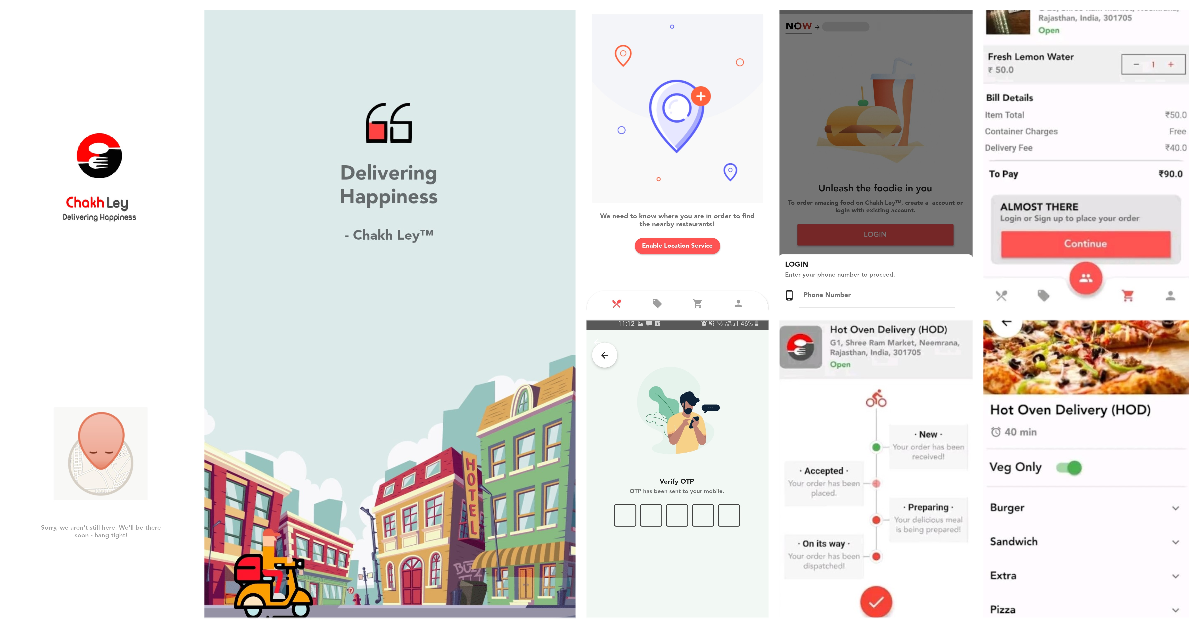 Chakh Ley
Delivering Happiness
Sorry, we aren't still here. We'll be there
soon - hang tight!
Delivering
Happiness
- Chakh Ley™
HOTEL
We need to know where you are in order to find
the nearby restaurants!
Enable Location Service
11:12
46%
Verify OTP
OTP has been sent to your mobile.
NOW
Unleash the foodie in you
To order amazing food on Chakh Ley™, create a account or
login with existing account.
LOGIN
LOGIN
Enter your phone number to proceed.
Phone Number
Hot Oven Delivery (HOD)
G1, Shree Ram Market, Neemrana,
Rajasthan, India, 301705
Open
· New ·
Your order has been
received!
· Accepted ·
Your order has been
placed.
· Preparing ·
Your delicious meal
is being prepared!
· On its way ·
Your order has been
dispatched!
Rajasthan, India, 301705
Open
Fresh Lemon Water
₹ 50.0
− 1 +
Bill Details
Item Total ₹50.0
Container Charges Free
Delivery Fee ₹40.0
To Pay ₹90.0
ALMOST THERE
Login or Sign up to place your order
Continue
Hot Oven Delivery (HOD)
40 min
Veg Only
Burger
Sandwich
Extra
Pizza